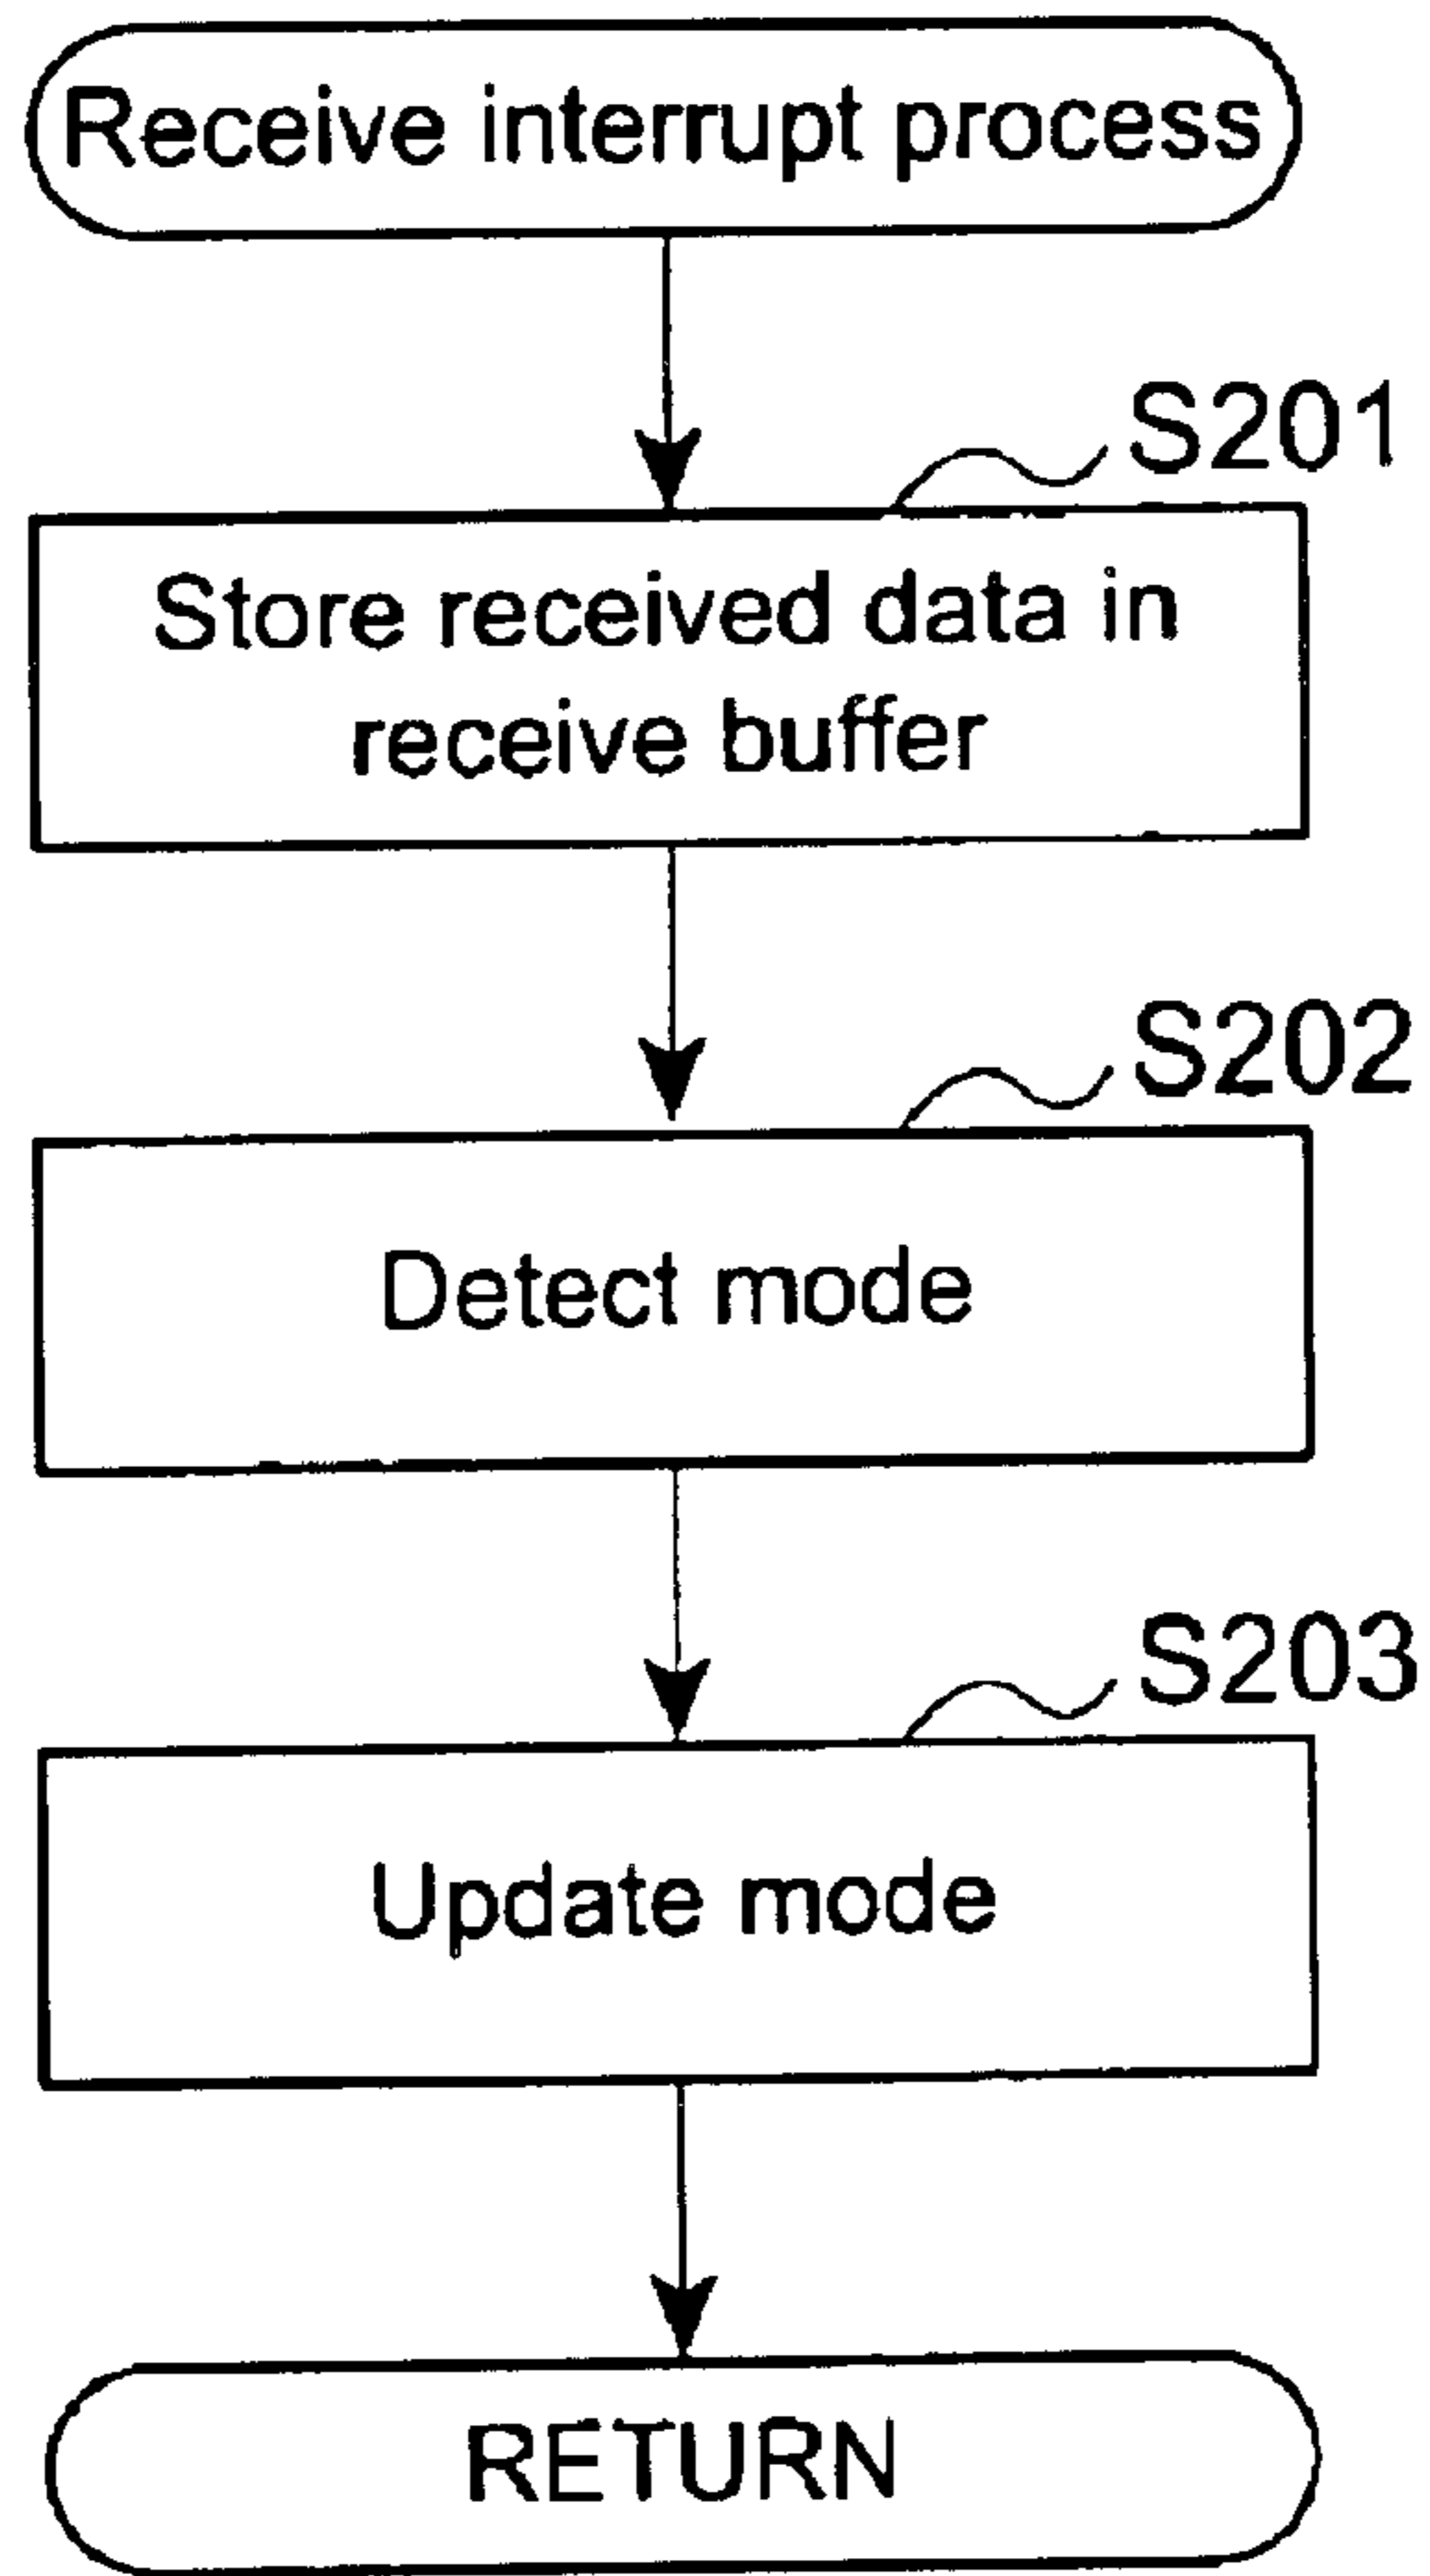 Receive interrupt process
S201
Store received data in
receive buffer
S202
Detect mode
S203
Update mode
RETURN